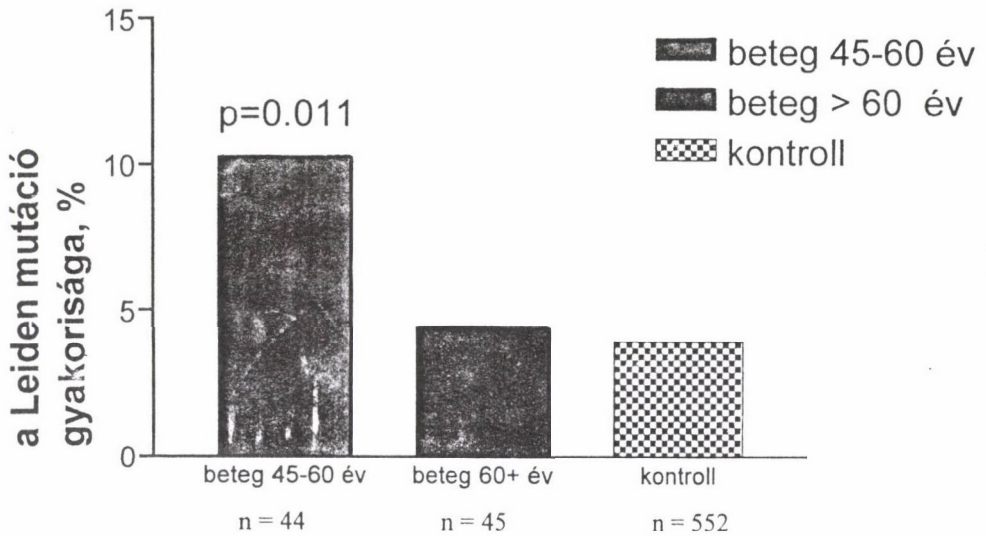 15
10
5
0
a Leiden mutáció
gyakorisága, %
p=0.011
beteg 45-60 év
beteg > 60 év
kontroll
beteg 45-60 év
beteg 60+ év
kontroll
n = 44
n = 45
n = 552